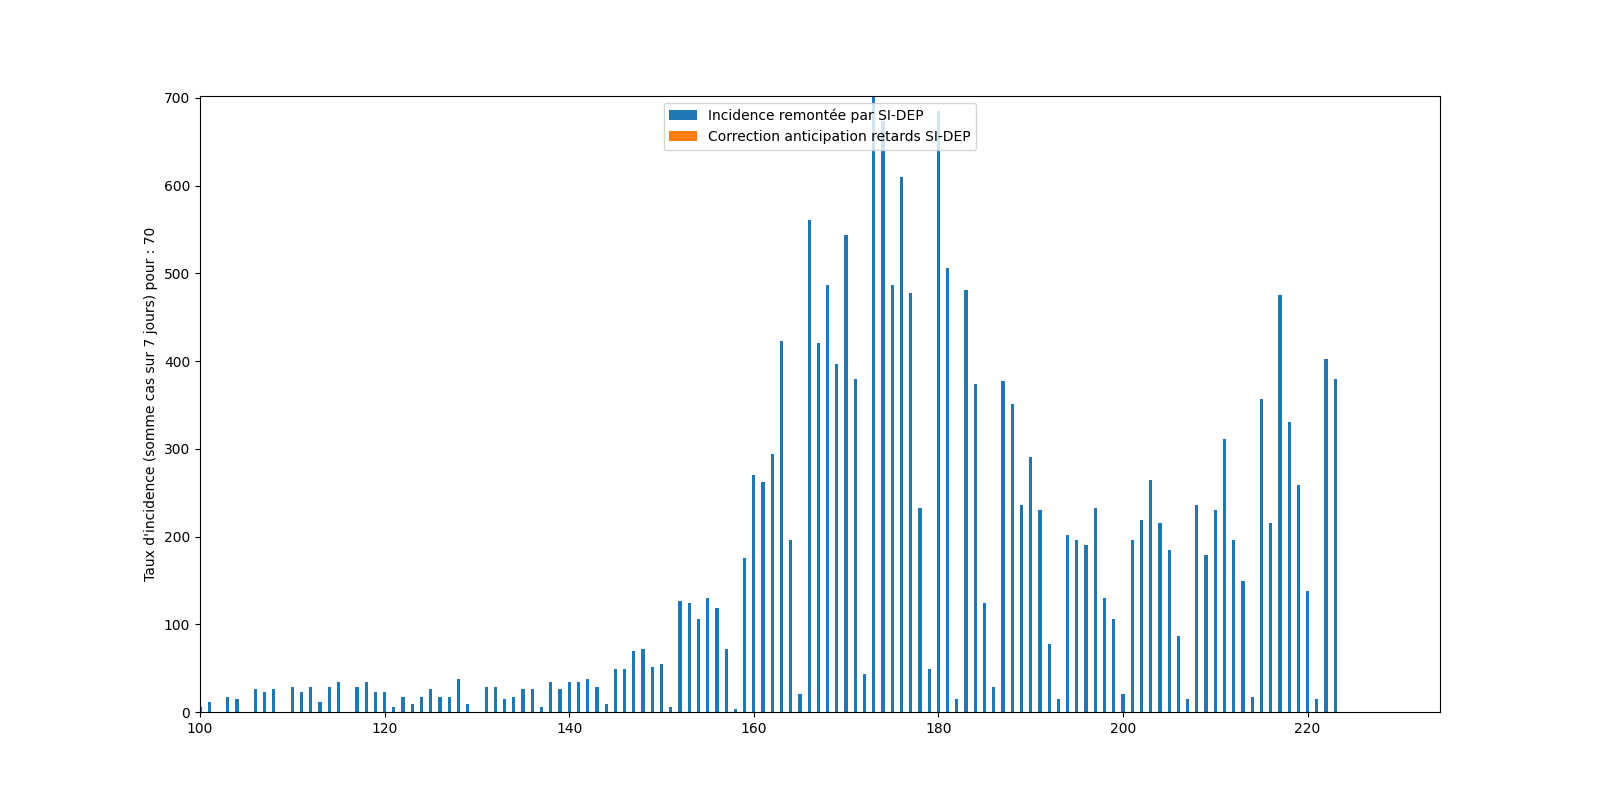 Incidence remontée par SI-DEP
Correction anticipation retards SI-DEP
Taux d'incidence (somme cas sur 7 jours) pour : 70
700
600
500
400
300
200
100
0
100 120 140 160 180 200 220